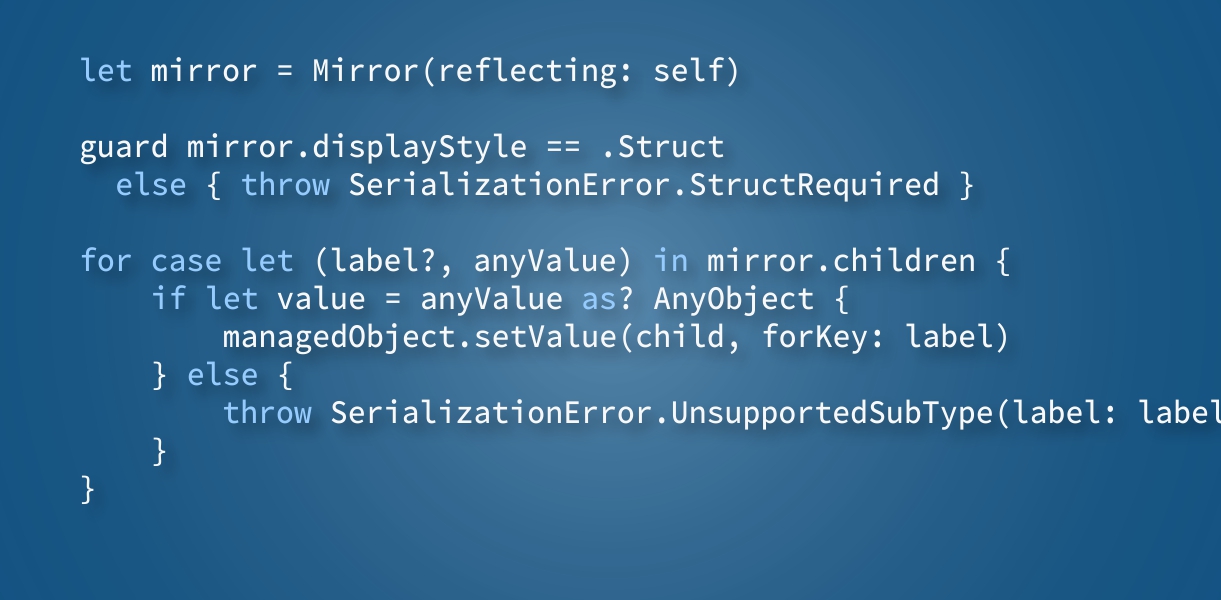 let mirror = Mirror(reflecting: self)
guard mirror.displayStyle == .Struct
else { throw SerializationError.StructRequired }
for case let (label?, anyValue) in mirror.children {
if let value = anyValue as? AnyObject {
managedObject.setValue(child, forKey: label)
} else {
throw SerializationError.UnsupportedSubType(label: label
}
}